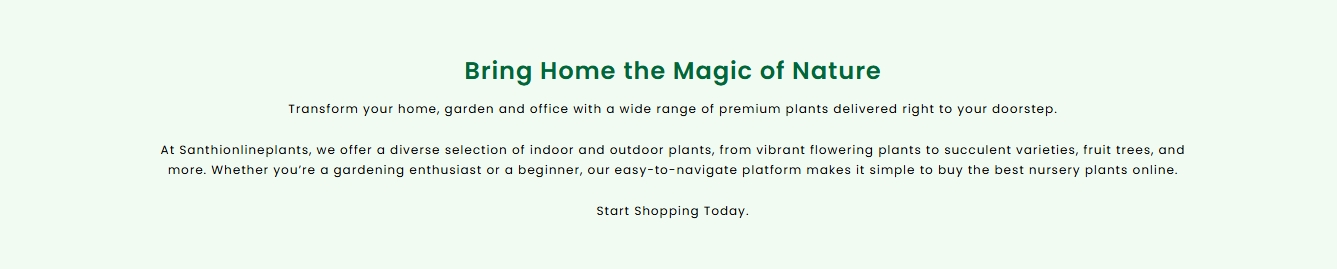 Bring Home the Magic of Nature
Transform your home, garden and office with a wide range of premium plants delivered right to your doorstep.
At Santhionlineplants, we offer a diverse selection of indoor and outdoor plants, from vibrant flowering plants to succulent varieties, fruit trees, and
more. Whether you’re a gardening enthusiast or a beginner, our easy-to-navigate platform makes it simple to buy the best nursery plants online.
Start Shopping Today.